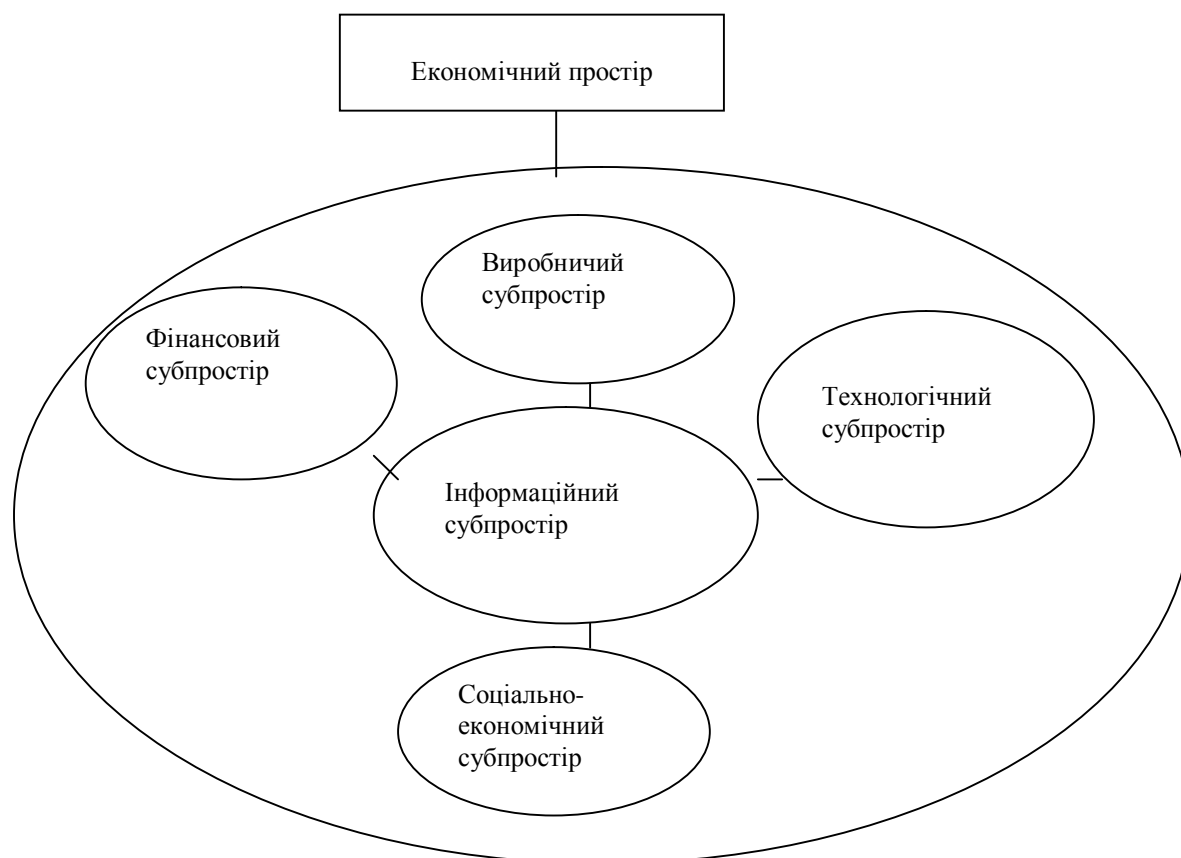 Економічний простір
Виробничий
субпростір
Фінансовий
субпростір
Технологічний
субпростір
Інформаційний
субпростір
Соціально-
економічний
субпростір